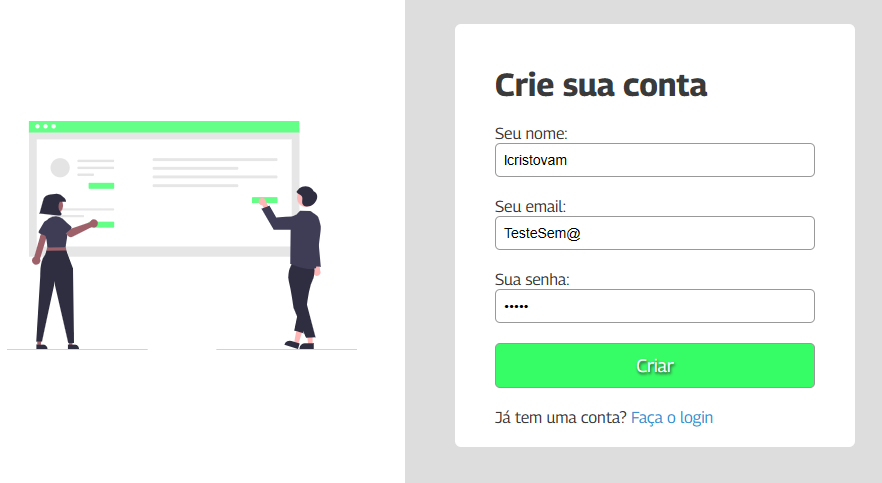 Crie sua conta
Seu nome:
lcristovam
Seu email:
TesteSem@
Sua senha:
•••••
Criar
Já tem uma conta? Faça o login